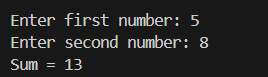 Enter first number: 5
Enter second number: 8
Sum = 13